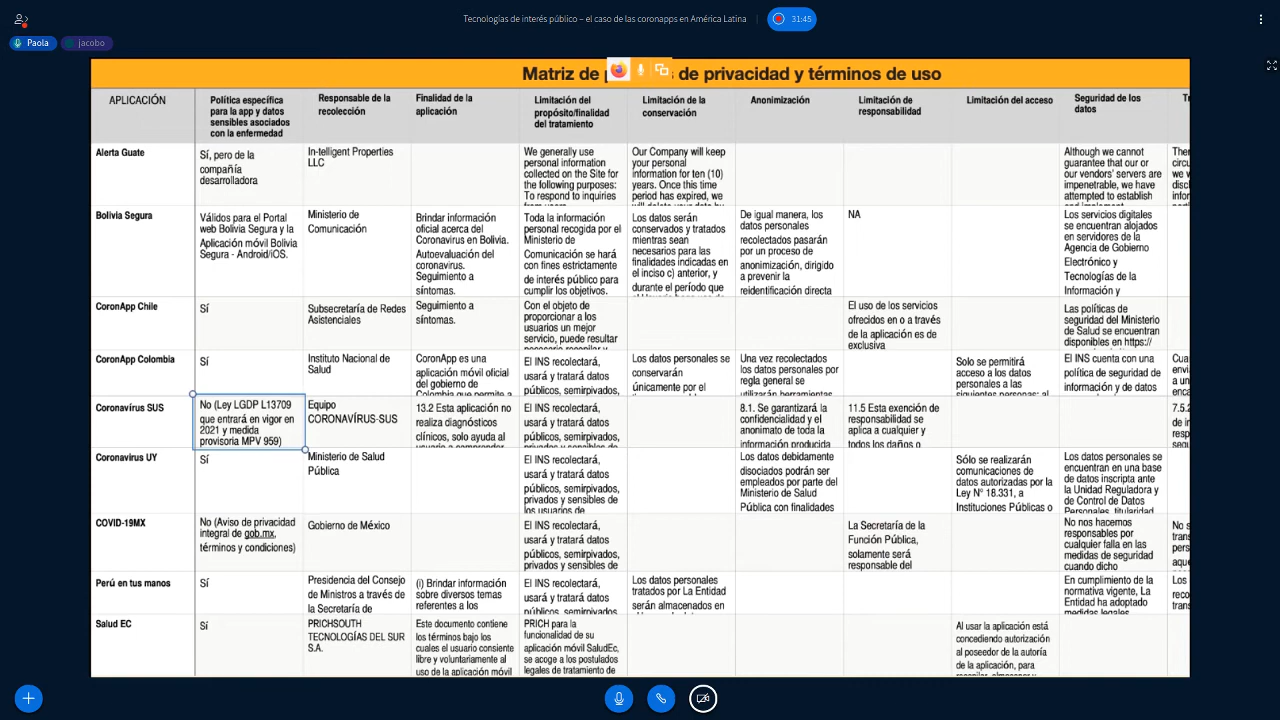 Tecnologías de interés público – el caso de las coronapps en América Latina
31:45
Paola
jacobo
Matriz de
de privacidad y términos de uso
APLICACIÓN
Política específica
para la app y datos
sensibles asociados
con la enfermedad
Responsable de la
recolección
Finalidad de la
aplicación
Limitación del
propósito/finalidad
del tratamiento
Limitación de la
conservación
Anonimización
Limitación de
responsabilidad
Limitación del acceso
Seguridad de los
datos
Alerta Guate
Sí, pero de la
compañía
desarrolladora
In-telligent Properties
LLC
We generally use
personal information
collected on the Site for
the following purposes:
To respond to inquiries
Our Company will keep
your personal
information for ten (10)
years. Once this time
period has expired, we
Although we cannot
guarantee that our or
our vendors' servers are
impenetrable, we have
attempted to establish
Bolivia Segura
Válidos para el Portal
web Bolivia Segura y la
Aplicación móvil Bolivia
Segura - Android/iOS.
Ministerio de
Comunicación
Brindar información
oficial acerca del
Coronavirus en Bolivia.
Autoevaluación del
coronavirus.
Seguimiento a
síntomas.
Toda la información
personal recogida por el
Ministerio de
Comunicación se hará
con fines estrictamente
de interés público para
cumplir los objetivos.
Los datos serán
conservados y tratados
mientras sean
necesarios para las
finalidades indicadas en
el inciso c) anterior, y
durante el período que
De igual manera, los
datos personales
recolectados pasarán
por un proceso de
anonimización, dirigido
a prevenir la
reidentificación directa
NA
Los servicios digitales
se encuentran alojados
en servidores de la
Agencia de Gobierno
Electrónico y
Tecnologías de la
Información y
CoronApp Chile
Sí
Subsecretaría de Redes
Asistenciales
Seguimiento a
síntomas.
Con el objeto de
proporcionar a los
usuarios un mejor
servicio, puede resultar
El uso de los servicios
ofrecidos en o a través
de la aplicación es de
exclusiva
Las políticas de
seguridad del Ministerio
de Salud se encuentran
disponibles en https://
CoronApp Colombia
Sí
Instituto Nacional de
Salud
CoronApp es una
aplicación móvil oficial
del gobierno de
El INS recolectará,
usará y tratará datos
públicos, semirpivados,
Los datos personales se
conservarán
únicamente por el
Una vez recolectados
los datos personales por
regla general se
utilizarán herramientas
Solo se permitirá
acceso a los datos
personales a las
siguientes personas: al
El INS cuenta con una
política de seguridad de
información y de datos
Coronavírus SUS
No (Ley LGDP L13709
que entrará en vigor en
2021 y medida
provisoria MPV 959)
Equipo
CORONAVÍRUS-SUS
13.2 Esta aplicación no
realiza diagnósticos
clínicos, solo ayuda al
El INS recolectará,
usará y tratará datos
públicos, semirpivados,
privados y sensibles de
8.1. Se garantizará la
confidencialidad y el
anonimato de toda la
información producida
11.5 Esta exención de
responsabilidad se
aplica a cualquier y
todos los daños o
7.5.2
Coronavirus UY
Sí
Ministerio de Salud
Pública
El INS recolectará,
usará y tratará datos
públicos, semirpivados,
privados y sensibles de
los usuarios de
Los datos debidamente
disociados podrán ser
empleados por parte del
Ministerio de Salud
Pública con finalidades
Sólo se realizarán
comunicaciones de
datos autorizadas por la
Ley N° 18.331, a
Instituciones Públicas o
Los datos personales se
encuentran en una base
de datos inscripta ante
la Unidad Reguladora y
de Control de Datos
Personales, titularidad
COVID-19MX
No (Aviso de privacidad
integral de gob.mx,
términos y condiciones)
Gobierno de México
El INS recolectará,
usará y tratará datos
públicos, semirpivados,
privados y sensibles de
La Secretaría de la
Función Pública,
solamente será
responsable del
No nos hacemos
responsables por
cualquier falla en las
medidas de seguridad
cuando dicho
Perú en tus manos
Sí
Presidencia del Consejo
de Ministros a través de
la Secretaría de
(i) Brindar información
sobre diversos temas
referentes a los
El INS recolectará,
usará y tratará datos
públicos, semirpivados,
Los datos personales
tratados por La Entidad
serán almacenados en
En cumplimiento de la
normativa vigente, La
Entidad ha adoptado
medidas legales
Los
Salud EC
Sí
PRICHSOUTH
TECNOLOGÍAS DEL SUR
S.A.
Este documento contiene
los términos bajo los
cuales el usuario consiente
libre y voluntariamente al
uso de la aplicación móvil
PRICH para la
funcionalidad de su
aplicación móvil SaludEc,
se acoge a los postulados
legales de tratamiento de
Al usar la aplicación está
concediendo autorización
al poseedor de la autoría
de la aplicación, para